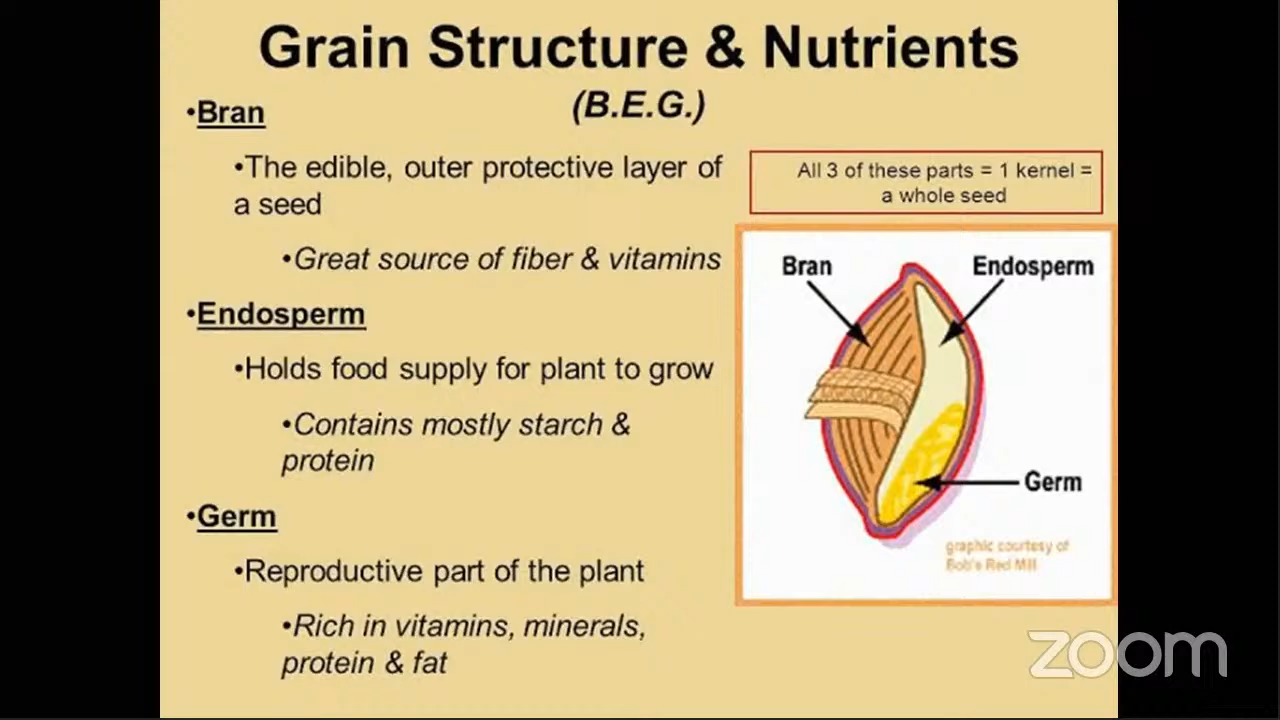 Grain Structure & Nutrients
(B.E.G.)
•Bran
•The edible, outer protective layer of
a seed
•Great source of fiber & vitamins
•Endosperm
•Holds food supply for plant to grow
•Contains mostly starch &
protein
•Germ
•Reproductive part of the plant
•Rich in vitamins, minerals,
protein & fat
All 3 of these parts = 1 kernel =
a whole seed
Bran
Endosperm
Germ
graphic courtesy of
Bob's Red Mill
zoom